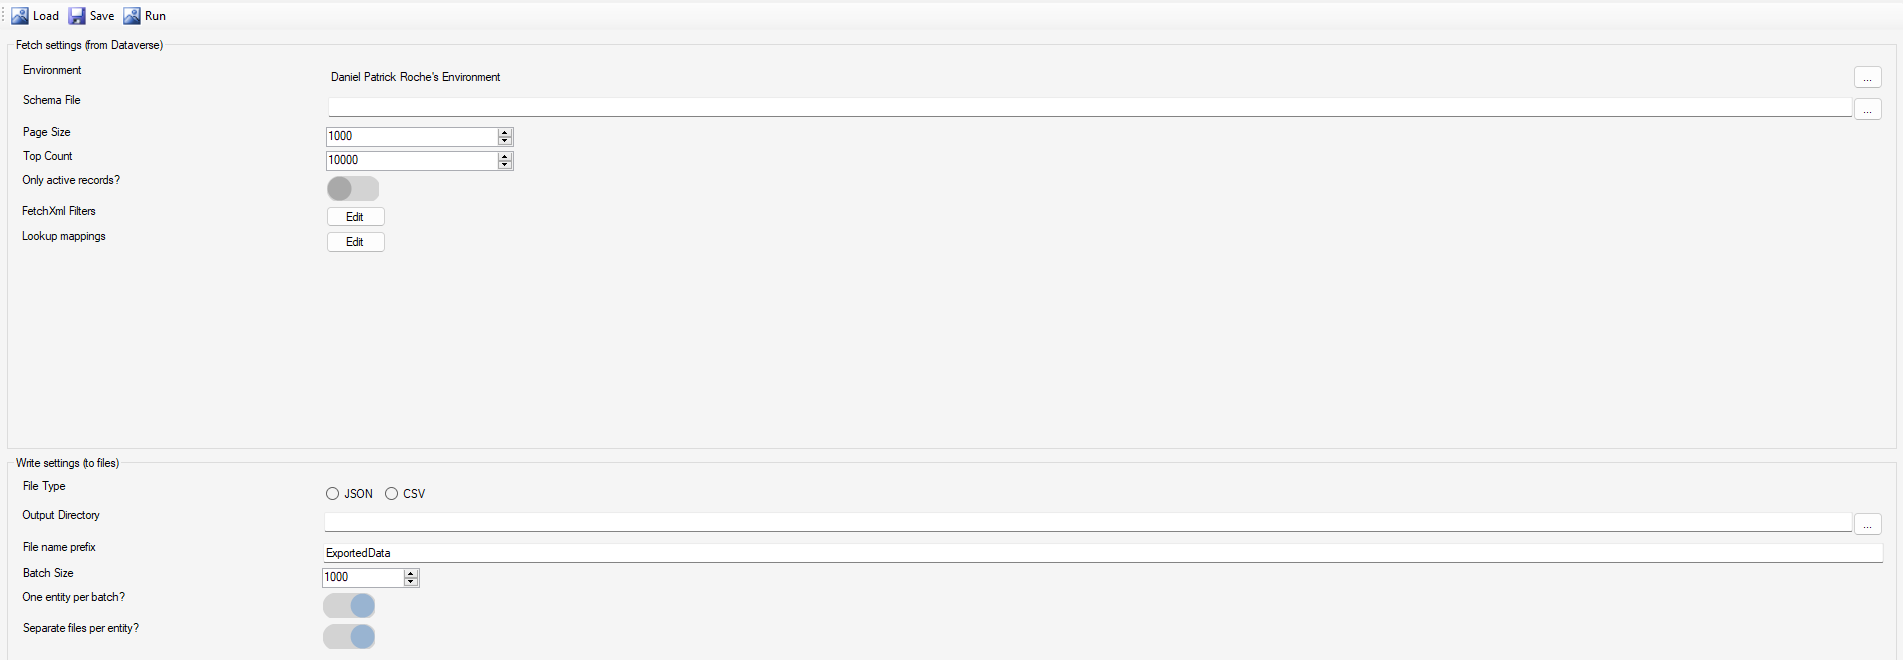 Load Save Run
Fetch settings (from Dataverse)
Environment Daniel Patrick Roche's Environment ...
Schema File ...
Page Size 1000
Top Count 10000
Only active records?
FetchXml Filters Edit
Lookup mappings Edit
Write settings (to files)
File Type JSON CSV
Output Directory ...
File name prefix ExportedData
Batch Size 1000
One entity per batch?
Separate files per entity?